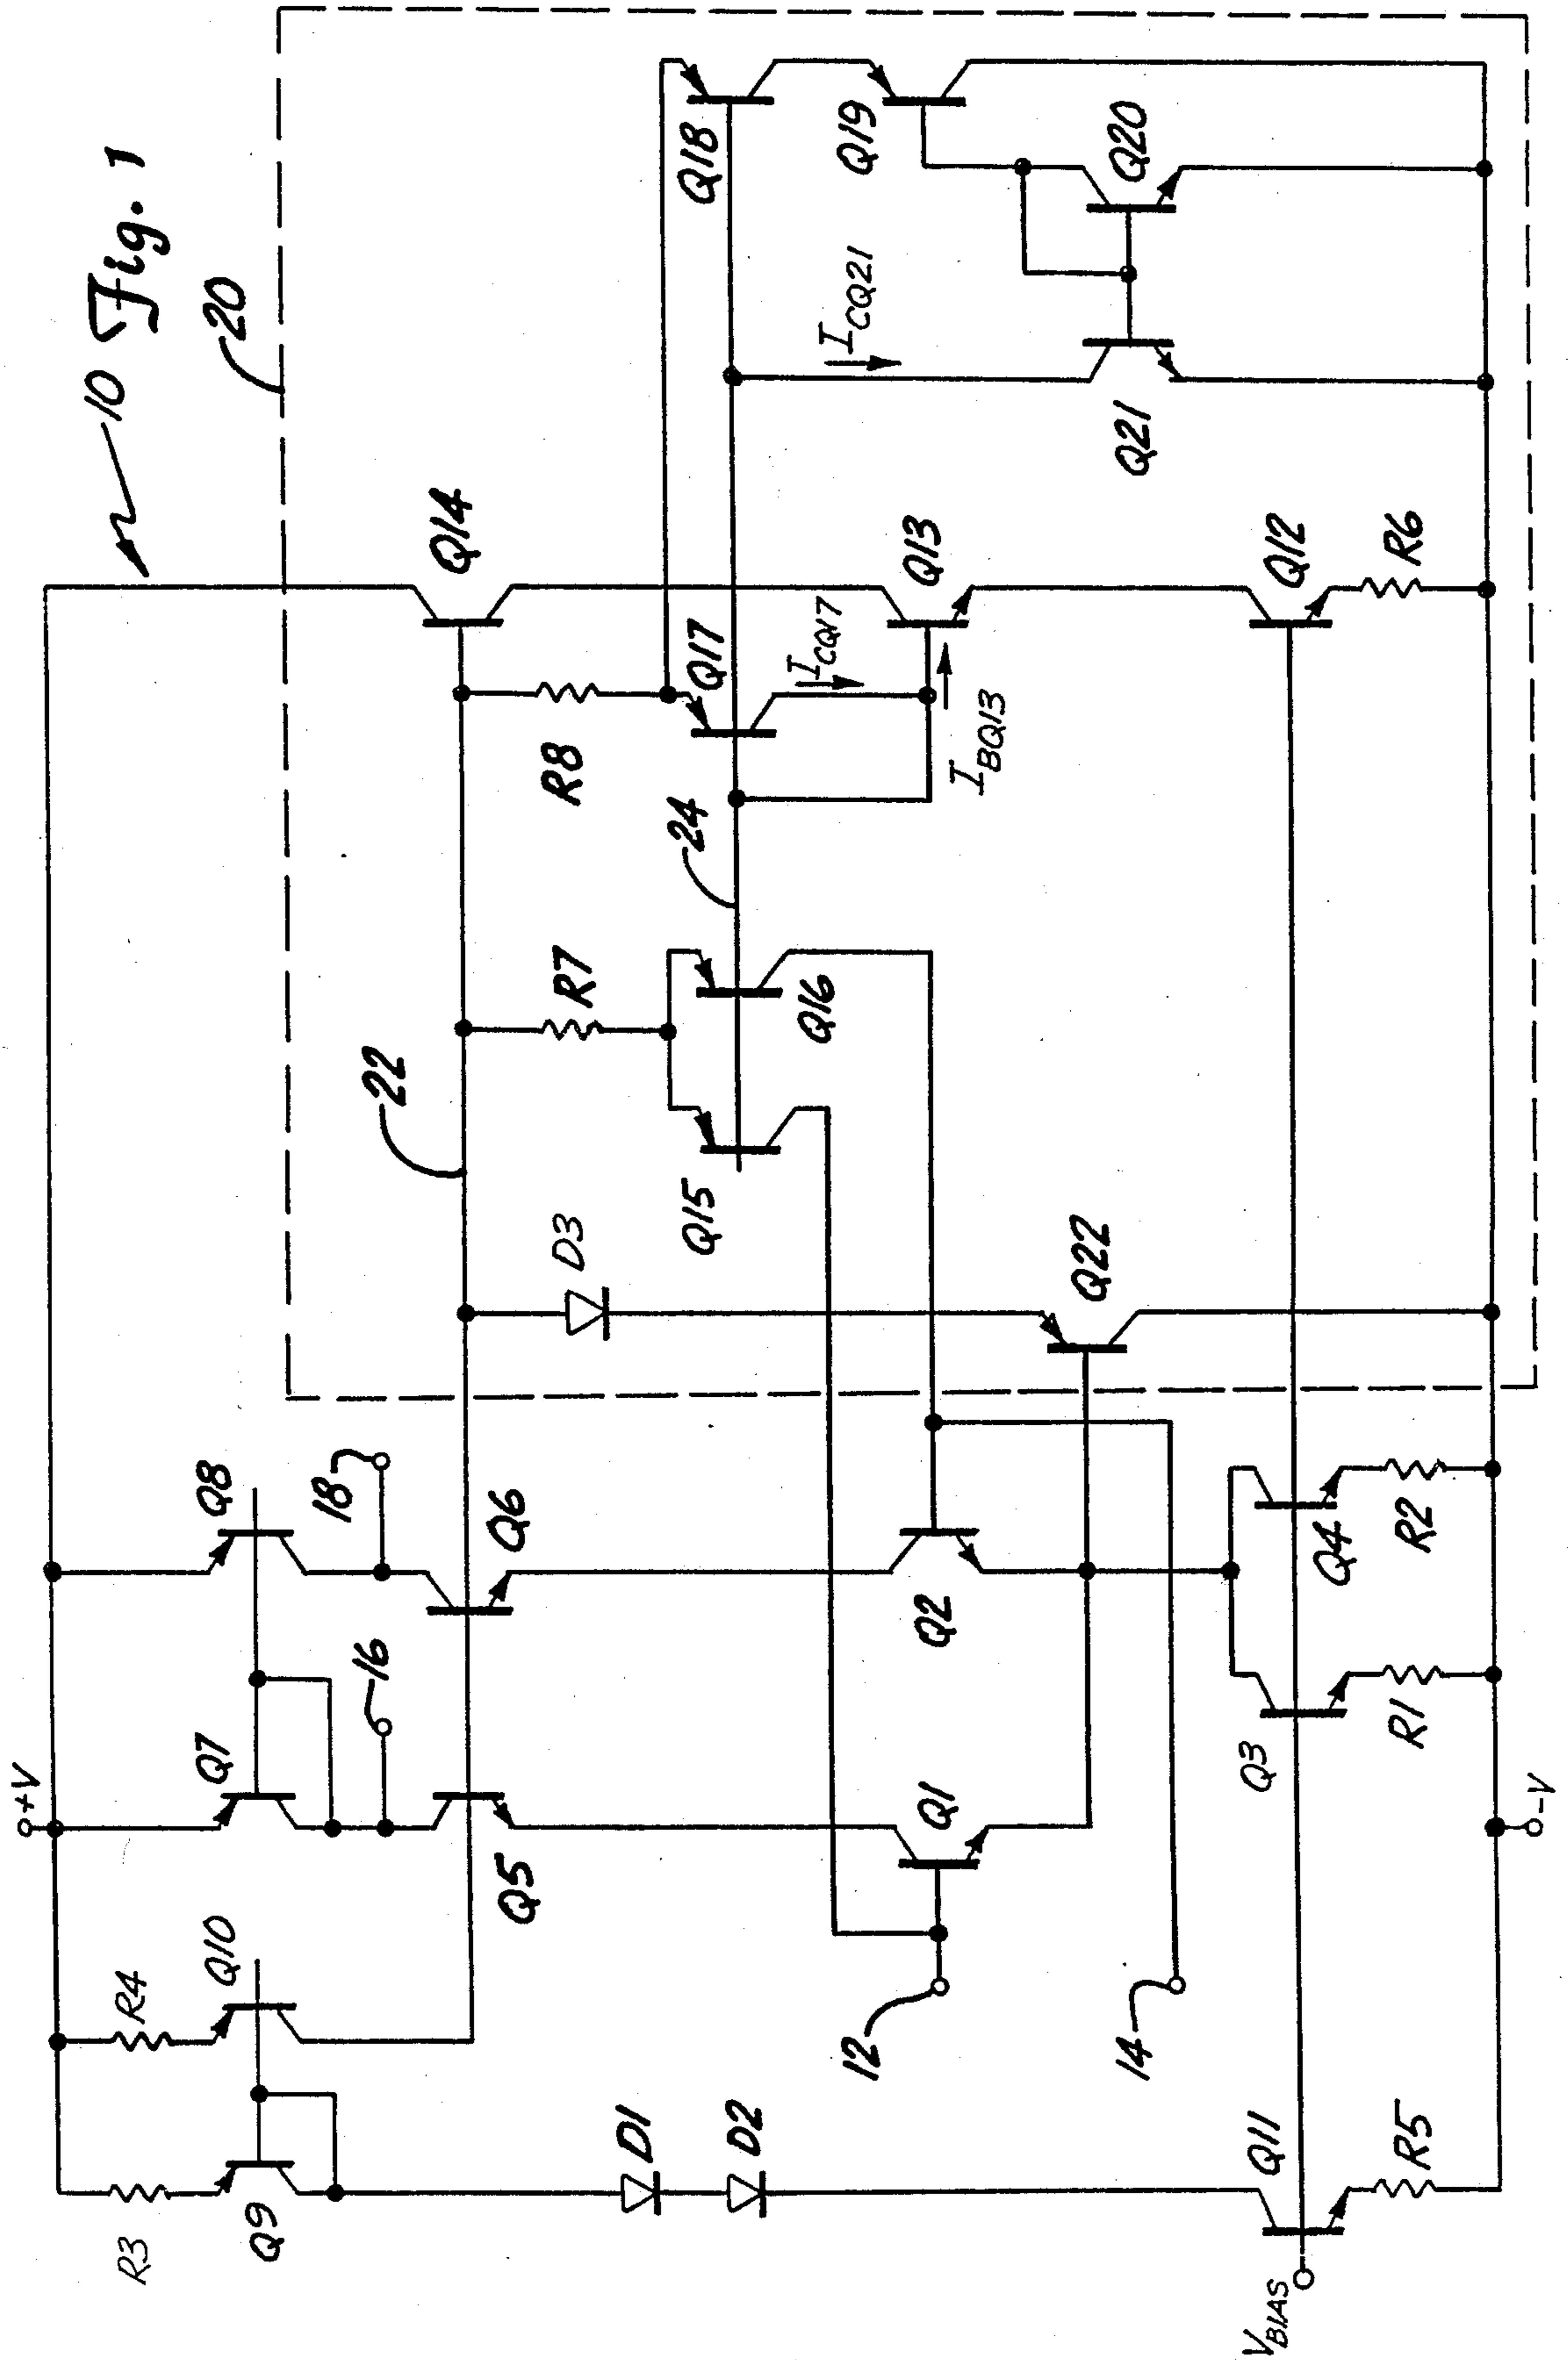 Fig. 1
10
20
+V
R3
Q9
R4
Q10
Q7
Q8
16
18
Q5
Q6
22
Q14
D1
D2
D3
R7
R8
Q15
Q16
24
Q17
I_CQ17
Q18
Q19
I_CQ21
Q20
Q21
Q13
I_BQ13
12
14
Q1
Q2
Q22
Q11
R5
V_BIAS
Q3
R1
Q4
R2
Q12
R6
-V